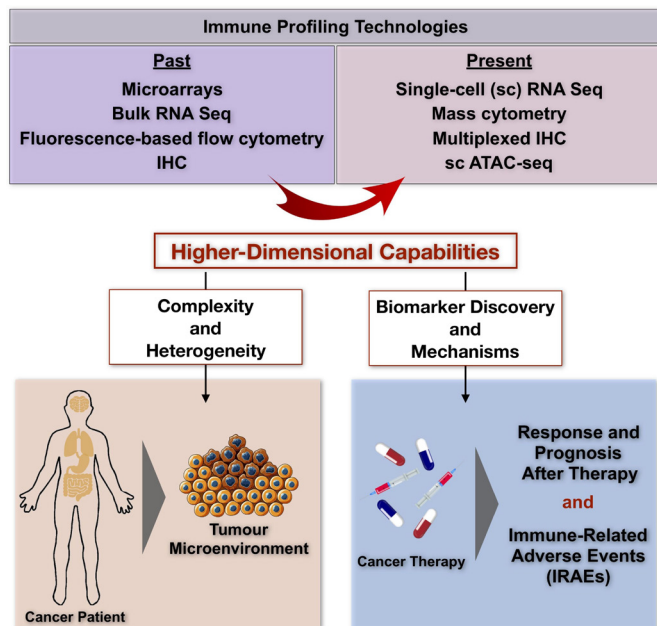 Immune Profiling Technologies
Past
Microarrays
Bulk RNA Seq
Fluorescence-based flow cytometry
IHC
Present
Single-cell (sc) RNA Seq
Mass cytometry
Multiplexed IHC
sc ATAC-seq
Higher-Dimensional Capabilities
Complexity
and
Heterogeneity
Biomarker Discovery
and
Mechanisms
Cancer Patient
Tumour
Microenvironment
Cancer Therapy
Response and
Prognosis
After Therapy
and
Immune-Related
Adverse Events
(IRAEs)